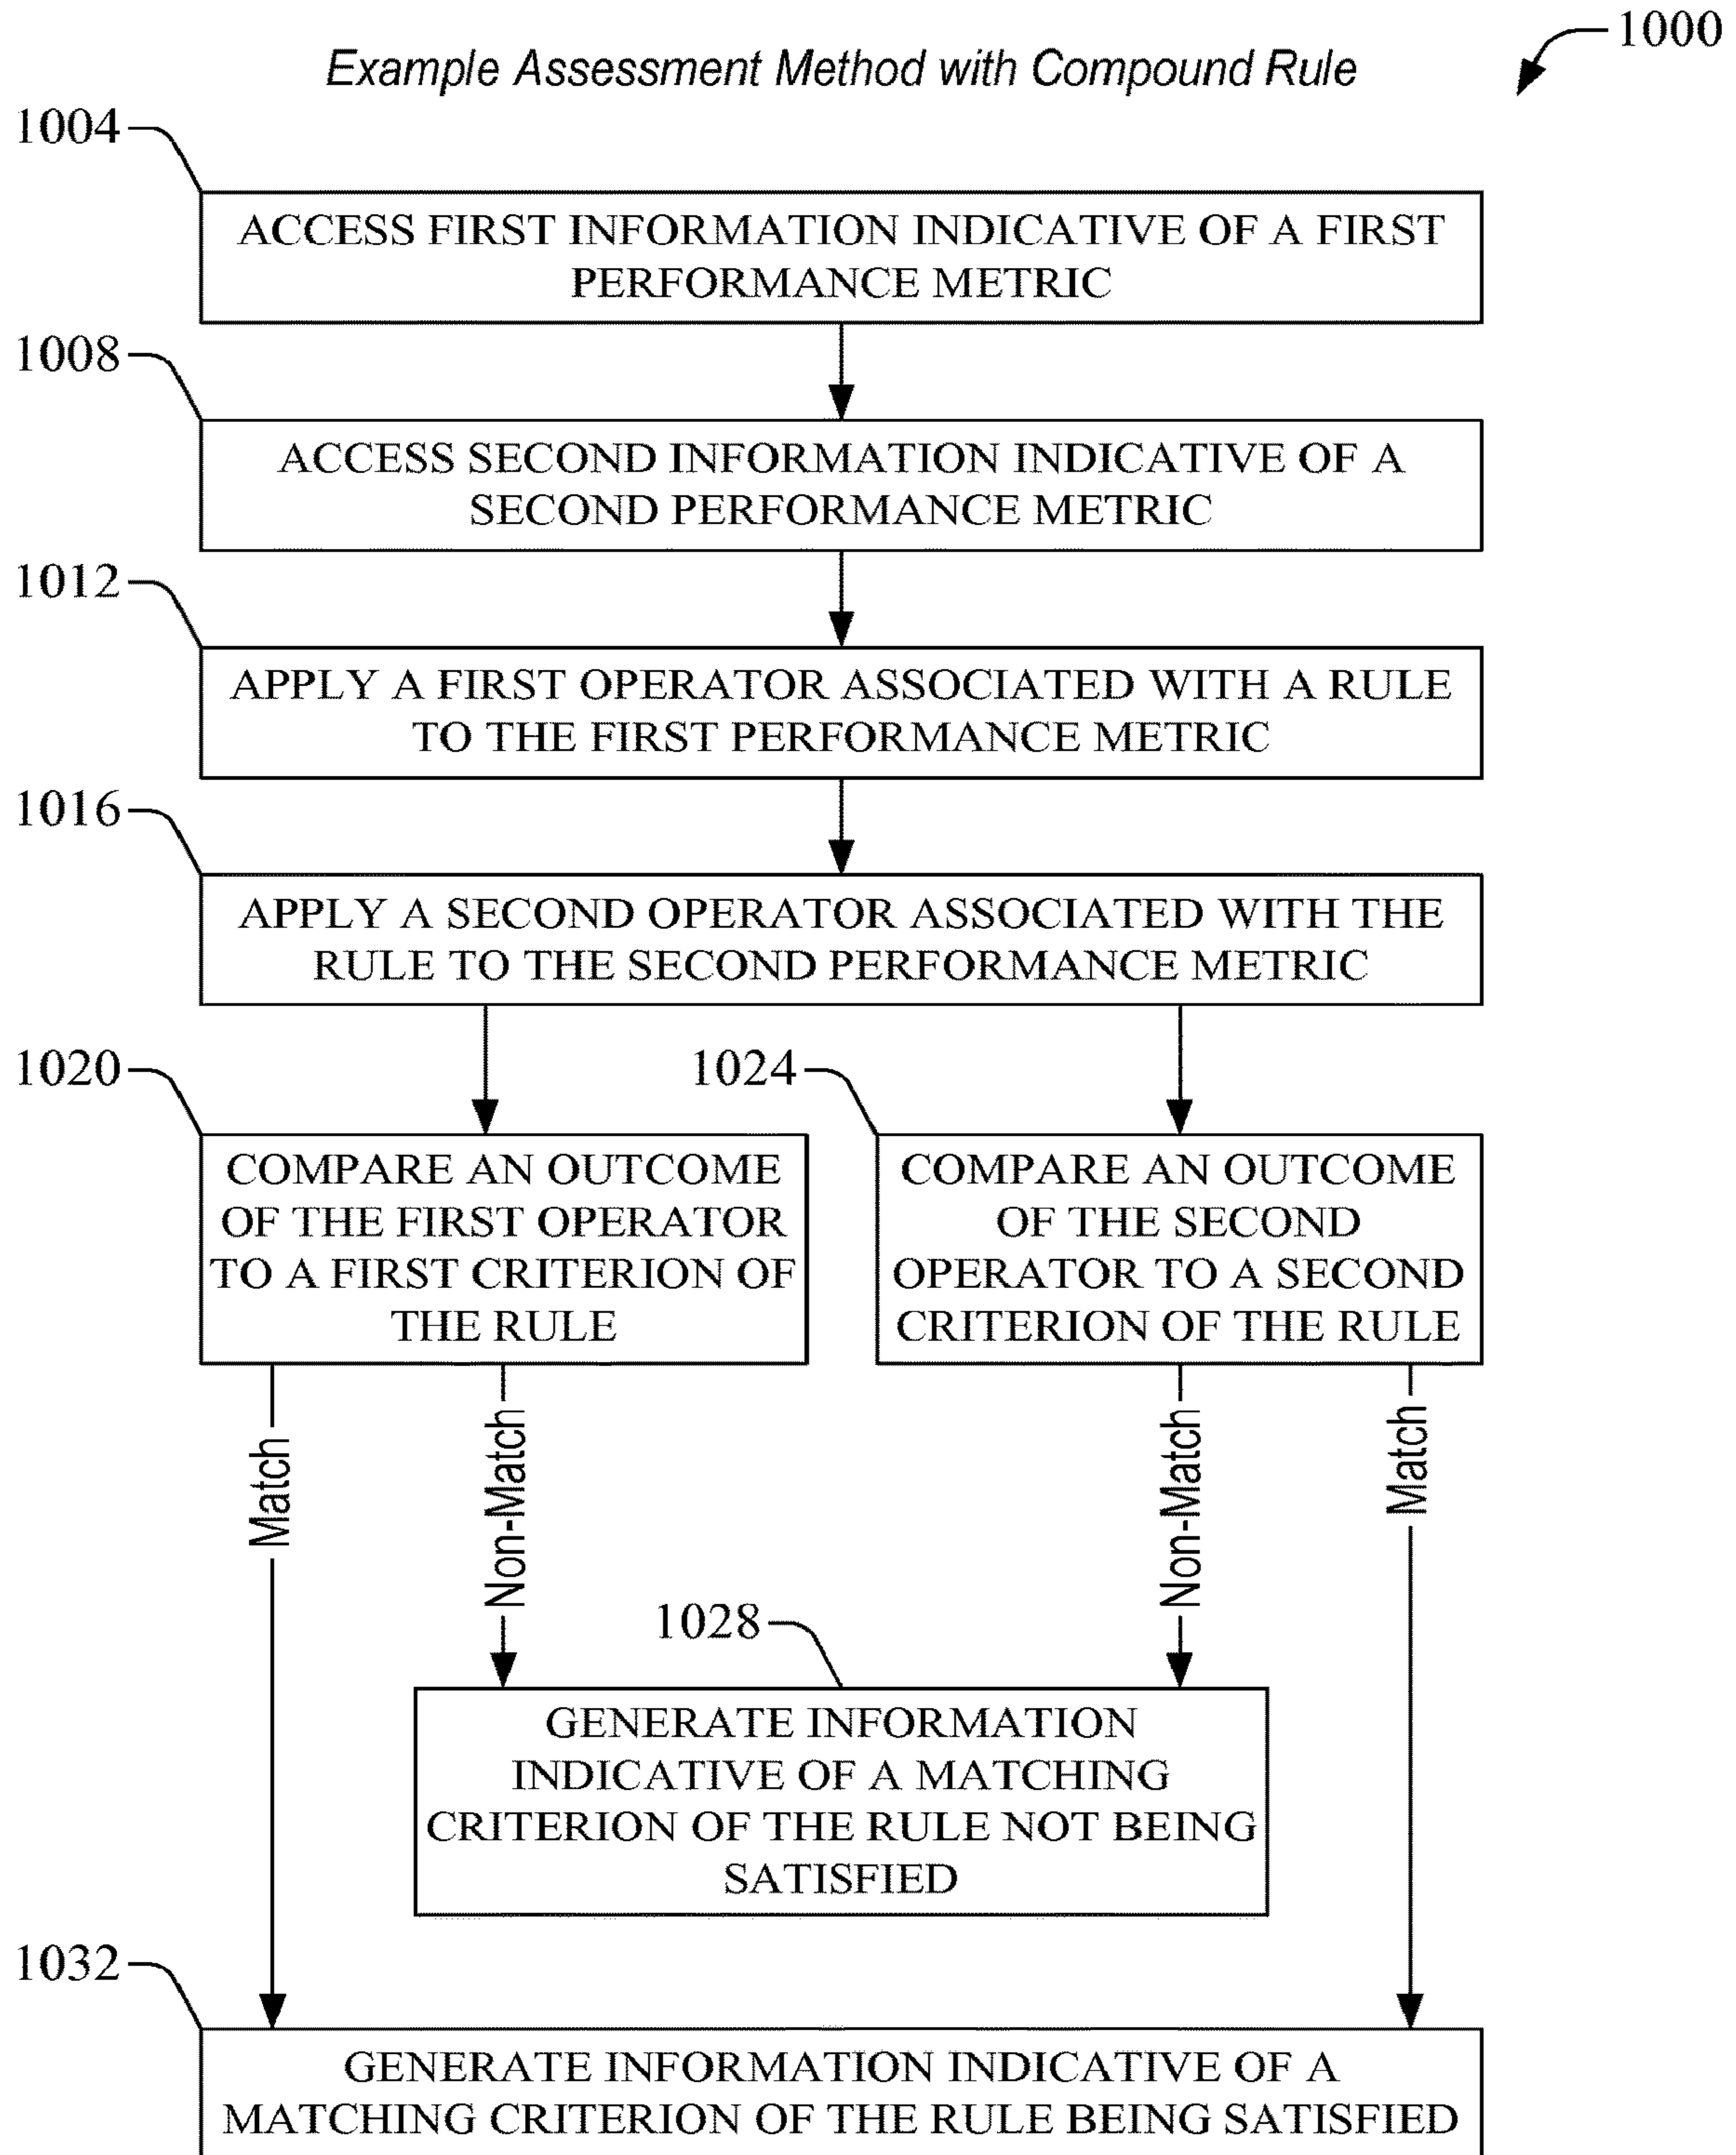 1000
Example Assessment Method with Compound Rule
1004
ACCESS FIRST INFORMATION INDICATIVE OF A FIRST
PERFORMANCE METRIC
1008
ACCESS SECOND INFORMATION INDICATIVE OF A
SECOND PERFORMANCE METRIC
1012
APPLY A FIRST OPERATOR ASSOCIATED WITH A RULE
TO THE FIRST PERFORMANCE METRIC
1016
APPLY A SECOND OPERATOR ASSOCIATED WITH THE
RULE TO THE SECOND PERFORMANCE METRIC
1020
COMPARE AN OUTCOME
OF THE FIRST OPERATOR
TO A FIRST CRITERION OF
THE RULE
1024
COMPARE AN OUTCOME
OF THE SECOND
OPERATOR TO A SECOND
CRITERION OF THE RULE
Match
Non-Match
Non-Match
Match
1028
GENERATE INFORMATION
INDICATIVE OF A MATCHING
CRITERION OF THE RULE NOT BEING
SATISFIED
1032
GENERATE INFORMATION INDICATIVE OF A
MATCHING CRITERION OF THE RULE BEING SATISFIED